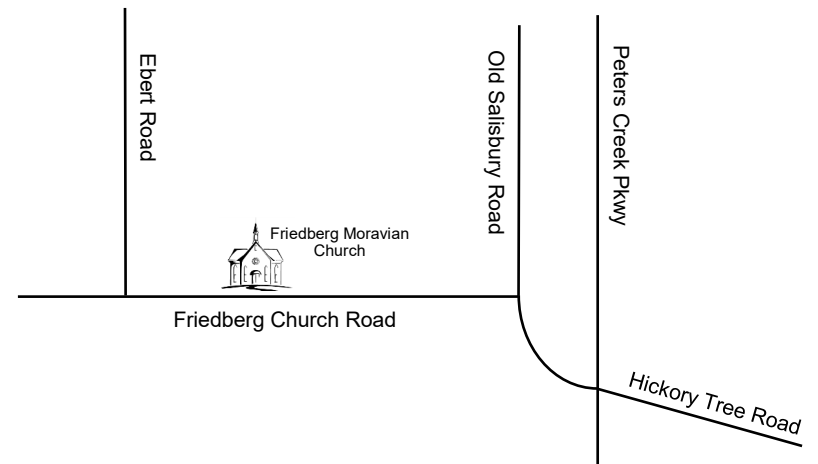 Ebert Road
Old Salisbury Road
Peters Creek Pkwy
Friedberg Moravian
Church
Friedberg Church Road
Hickory Tree Road